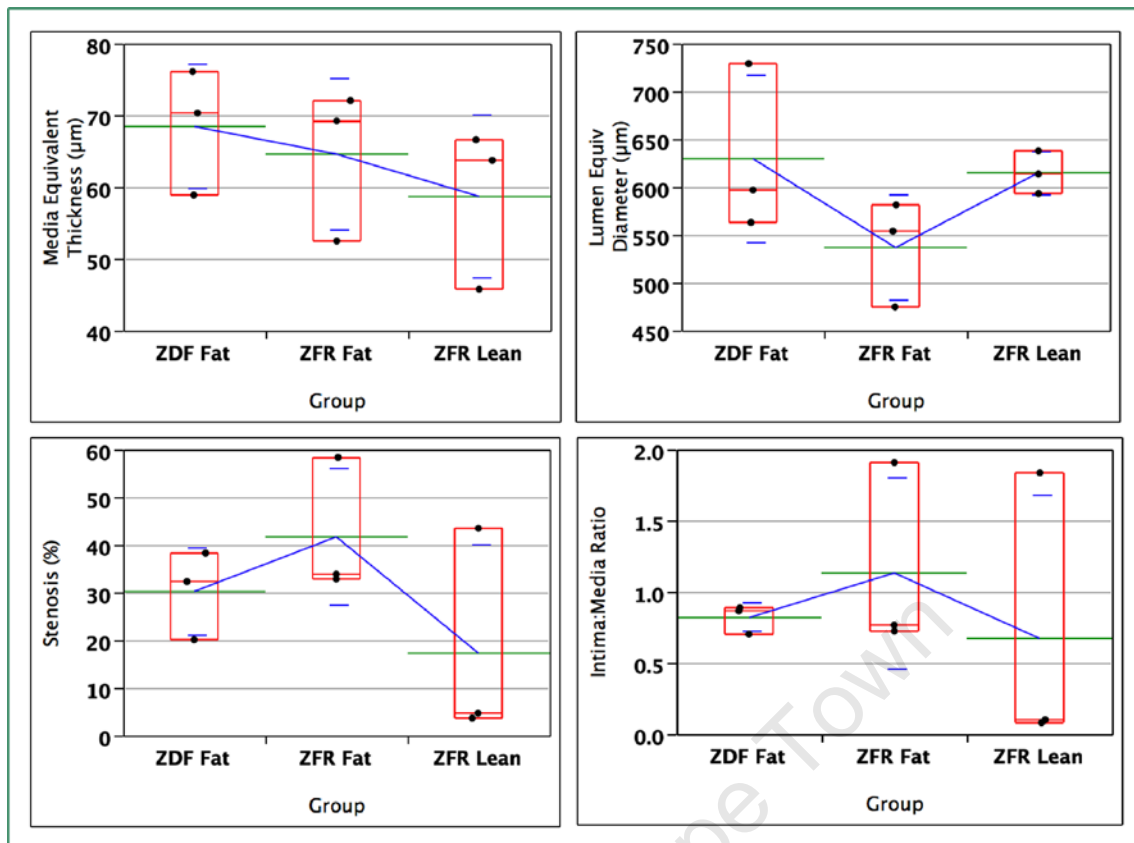 80
70
60
50
40
Media Equivalent
Thickness (µm)
ZDF Fat ZFR Fat ZFR Lean
Group
750
700
650
600
550
500
450
Lumen Equiv
Diameter (µm)
ZDF Fat ZFR Fat ZFR Lean
Group
60
50
40
30
20
10
0
Stenosis (%)
ZDF Fat ZFR Fat ZFR Lean
Group
2.0
1.5
1.0
0.5
0.0
Intima:Media Ratio
ZDF Fat ZFR Fat ZFR Lean
Group
pe Town